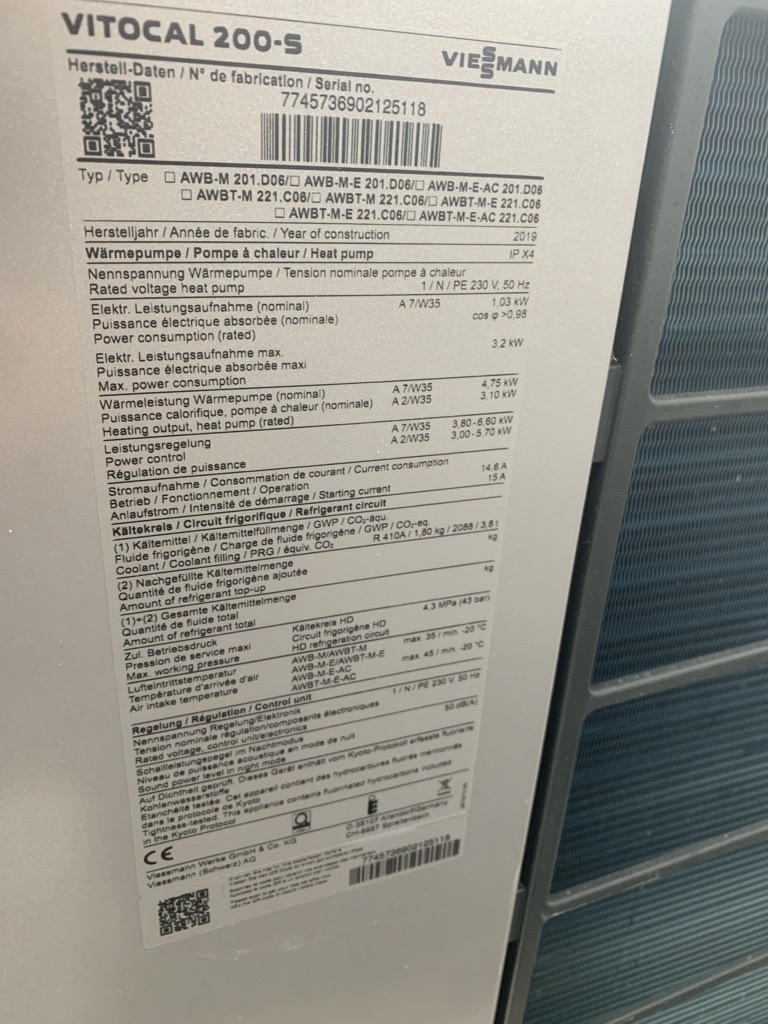 VITOCAL 200-S
VIESSMANN
Herstell-Daten / N° de fabrication / Serial no.
7745736902125118
Typ / Type ☐ AWB-M 201.D06/☐ AWB-M-E 201.D06/☐ AWB-M-E-AC 201.D06
☐ AWBT-M 221.C06/☐ AWBT-M 221.C06/☐ AWBT-M-E 221.C06
☐ AWBT-M-E 221.C06/☐ AWBT-M-E-AC 221.C06
Herstelljahr / Année de fabric. / Year of construction 2019
Wärmepumpe / Pompe à chaleur / Heat pump IP X4
Nennspannung Wärmepumpe / Tension nominale pompe à chaleur
Rated voltage heat pump 1 / N / PE 230 V, 50 Hz
Elektr. Leistungsaufnahme (nominal) A 7/W35 1,03 kW
Puissance électrique absorbée (nominale) cos φ >0,98
Power consumption (rated)
Elektr. Leistungsaufnahme max. 3,2 kW
Puissance électrique absorbée maxi
Max. power consumption
Wärmeleistung Wärmepumpe (nominal) A 7/W35 4,75 kW
Puissance calorifique, pompe à chaleur (nominale) A 2/W35 3,10 kW
Heating output, heat pump (rated)
Leistungsregelung A 7/W35 3,80-6,60 kW
Power control A 2/W35 3,00-5,70 kW
Régulation de puissance
Stromaufnahme / Consommation de courant / Current consumption
Betrieb / Fonctionnement / Operation 14,6 A
Anlaufstrom / Intensité de démarrage / Starting current 15 A
Kältekreis / Circuit frigorifique / Refrigerant circuit
(1) Kältemittel / Kältemittelfüllmenge / GWP / CO₂-äqu.
Fluide frigorigène / Charge de fluide frigorigène / GWP / CO₂-eq.
Coolant / Coolant filling / PRG / équiv. CO₂ R 410A / 1,80 kg / 2088 / 3,8 t
(2) Nachgefüllte Kältemittelmenge kg
Quantité de fluide frigorigène ajoutée
Amount of refrigerant top-up
(1)+(2) Gesamte Kältemittelmenge kg
Quantité de fluide total
Amount of refrigerant total
Zul. Betriebsdruck Kältekreis HD 4,3 MPa (43 bar)
Pression de service maxi Circuit frigorigène HD
Max. working pressure HD refrigeration circuit
Lufteintrittstemperatur AWB-M/AWBT-M max. 35 / min. -20 °C
Température d'arrivée d'air AWB-M-E/AWBT-M-E
Air intake temperature AWB-M-E-AC max. 45 / min. -20 °C
AWBT-M-E-AC
Regelung / Régulation / Control unit
Nennspannung Regelung/Elektronik 1 / N / PE 230 V, 50 Hz
Tension nominale régulation/composants électroniques
Rated voltage, control unit/electronics
Schallleistungspegel im Nachtmodus 50 dB(A)
Niveau de puissance acoustique en mode de nuit
Sound power level in night mode
Auf Dichtheit geprüft. Dieses Gerät enthält vom Kyoto-Protokoll erfasste fluorierte
Kohlenwasserstoffe
Etanchéité testée. Cet appareil contient des hydrocarbures fluorés mentionnés
dans le protocole de Kyoto
Tightness-tested. This appliance contains fluorinated hydrocarbons included
in the Kyoto Protocol
CE
Viessmann Werke GmbH & Co. KG D-35107 Allendorf/Germany
Viessmann (Schweiz) AG CH-8957 Spreitenbach
7745736902125118